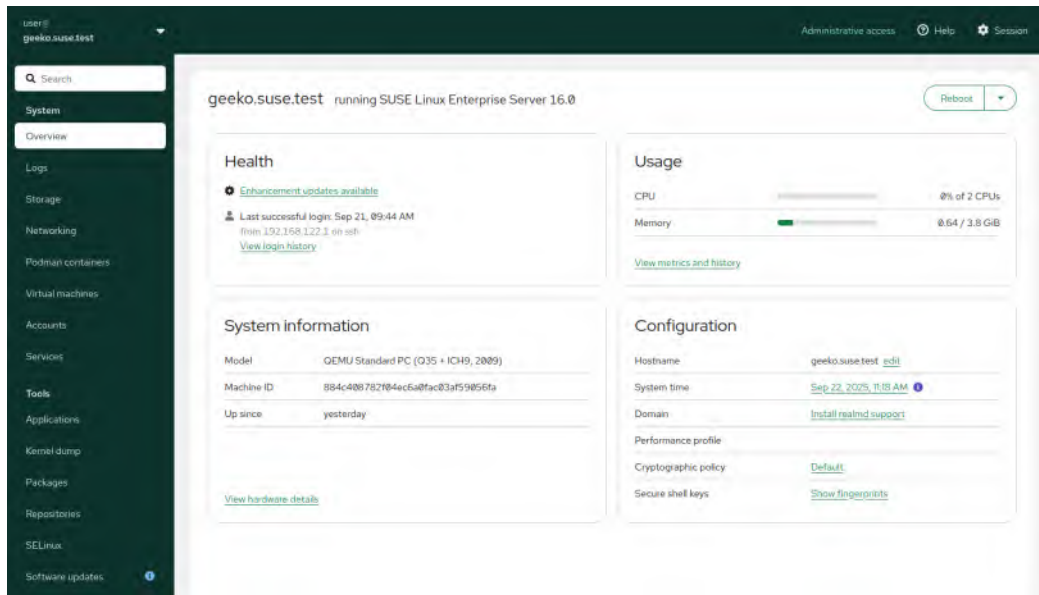 user@
geeko.suse.test
Administrative access
Help
Session
Search
System
Overview
Logs
Storage
Networking
Podman containers
Virtual machines
Accounts
Services
Tools
Applications
Kernel dump
Packages
Repositories
SELinux
Software updates
geeko.suse.test running SUSE Linux Enterprise Server 16.0
Reboot
Health
Enhancement updates available
Last successful login: Sep 21, 09:44 AM
from 192.168.122.1 on ssh
View login history
Usage
CPU 0% of 2 CPUs
Memory 0.64 / 3.8 GiB
View metrics and history
System information
Model QEMU Standard PC (Q35 + ICH9, 2009)
Machine ID 884c408782f04ec6a0fac03af59056fa
Up since yesterday
View hardware details
Configuration
Hostname geeko.suse.test edit
System time Sep 22, 2025, 11:18 AM
Domain Install realmd support
Performance profile
Cryptographic policy Default
Secure shell keys Show fingerprints